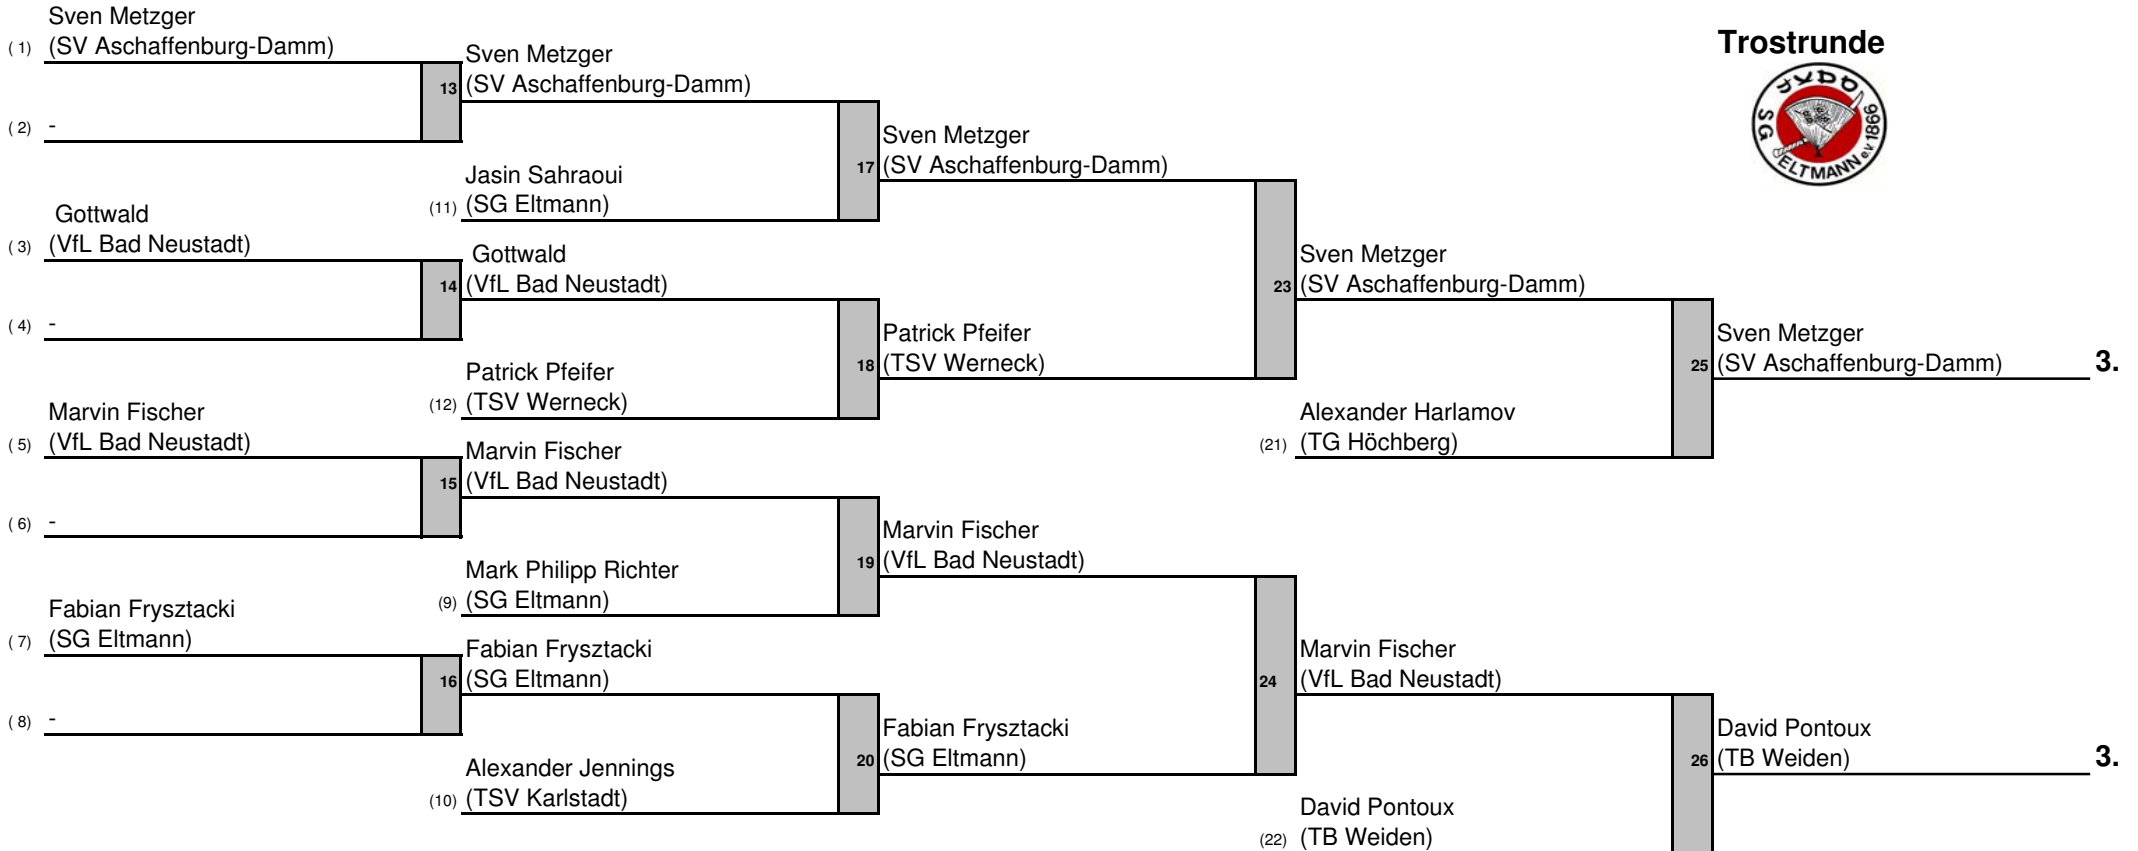 Trostrunde
JUDO
SG ELTMANN e.V. 1866
Sven Metzger
( 1) (SV Aschaffenburg-Damm)
( 2) -
Gottwald
( 3) (VfL Bad Neustadt)
( 4) -
Marvin Fischer
( 5) (VfL Bad Neustadt)
( 6) -
Fabian Frysztacki
( 7) (SG Eltmann)
( 8) -
Sven Metzger
13 (SV Aschaffenburg-Damm)
Jasin Sahraoui
(11) (SG Eltmann)
Gottwald
14 (VfL Bad Neustadt)
Patrick Pfeifer
(12) (TSV Werneck)
Marvin Fischer
15 (VfL Bad Neustadt)
Mark Philipp Richter
(9) (SG Eltmann)
Fabian Frysztacki
16 (SG Eltmann)
Alexander Jennings
(10) (TSV Karlstadt)
Sven Metzger
17 (SV Aschaffenburg-Damm)
Patrick Pfeifer
18 (TSV Werneck)
Marvin Fischer
19 (VfL Bad Neustadt)
Fabian Frysztacki
20 (SG Eltmann)
Sven Metzger
23 (SV Aschaffenburg-Damm)
Alexander Harlamov
(21) (TG Höchberg)
Marvin Fischer
24 (VfL Bad Neustadt)
David Pontoux
(22) (TB Weiden)
Sven Metzger
25 (SV Aschaffenburg-Damm) 3.
David Pontoux
26 (TB Weiden) 3.